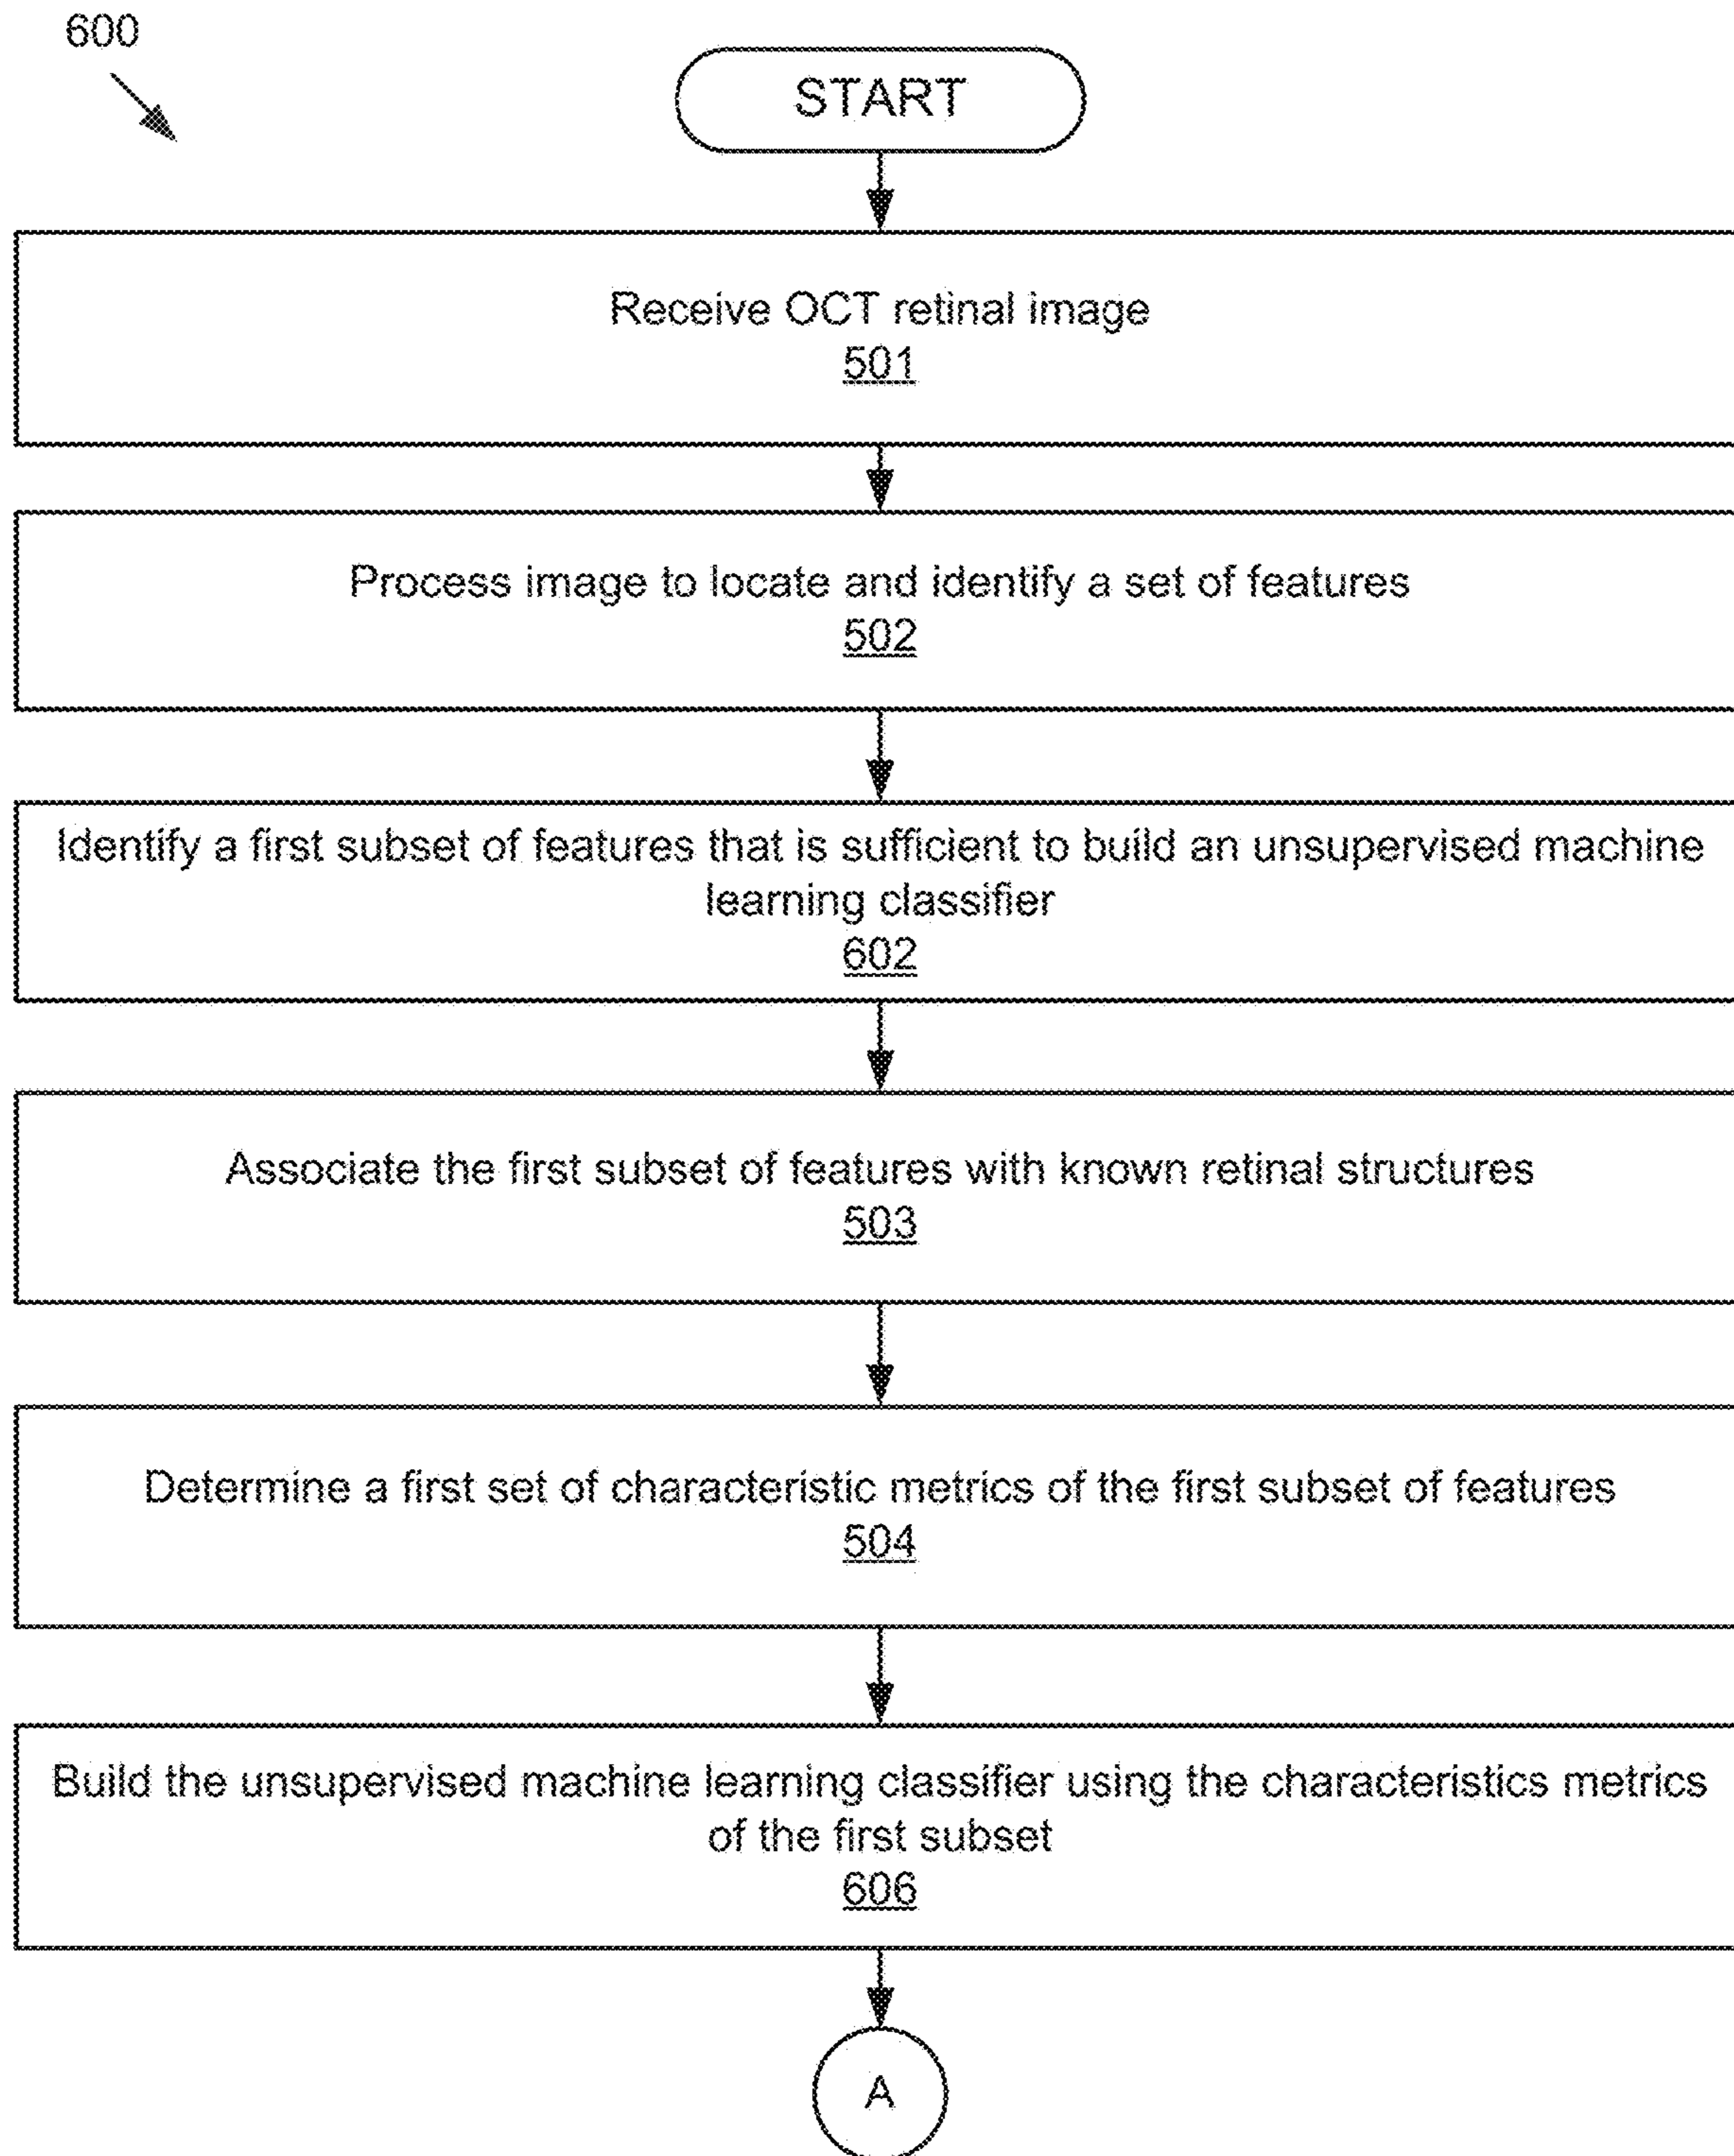 600
START
Receive OCT retinal image
501
Process image to locate and identify a set of features
502
Identify a first subset of features that is sufficient to build an unsupervised machine
learning classifier
602
Associate the first subset of features with known retinal structures
503
Determine a first set of characteristic metrics of the first subset of features
504
Build the unsupervised machine learning classifier using the characteristics metrics
of the first subset
606
A